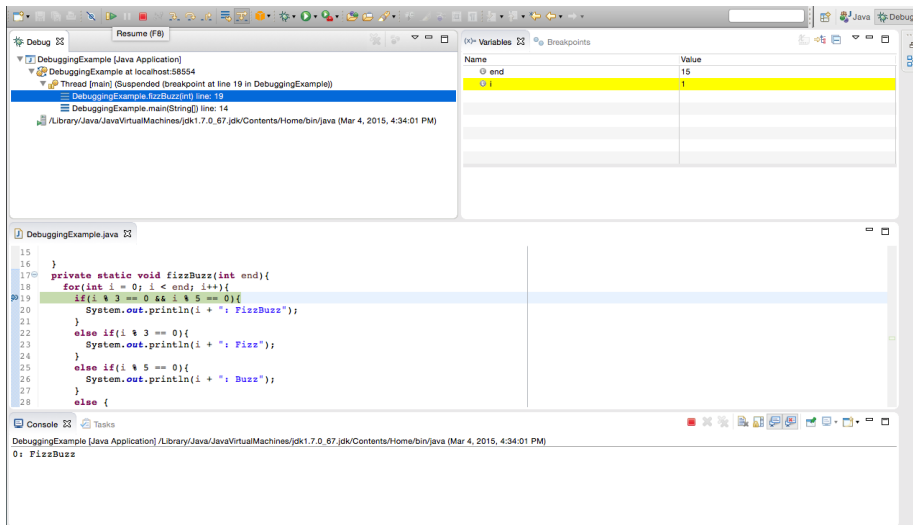 Java
Debug
Resume (F8)
Debug
DebuggingExample [Java Application]
DebuggingExample at localhost:58554
Thread [main] (Suspended (breakpoint at line 19 in DebuggingExample))
DebuggingExample.fizzBuzz(int) line: 19
DebuggingExample.main(String[]) line: 14
/Library/Java/JavaVirtualMachines/jdk1.7.0_67.jdk/Contents/Home/bin/java (Mar 4, 2015, 4:34:01 PM)
(x)= Variables
Breakpoints
Name Value
end 15
i 1
DebuggingExample.java
15
16 }
17 private static void fizzBuzz(int end){
18 for(int i = 0; i < end; i++){
19 if(i % 3 == 0 && i % 5 == 0){
20 System.out.println(i + ": FizzBuzz");
21 }
22 else if(i % 3 == 0){
23 System.out.println(i + ": Fizz");
24 }
25 else if(i % 5 == 0){
26 System.out.println(i + ": Buzz");
27 }
28 else {
Console Tasks
DebuggingExample [Java Application] /Library/Java/JavaVirtualMachines/jdk1.7.0_67.jdk/Contents/Home/bin/java (Mar 4, 2015, 4:34:01 PM)
0: FizzBuzz